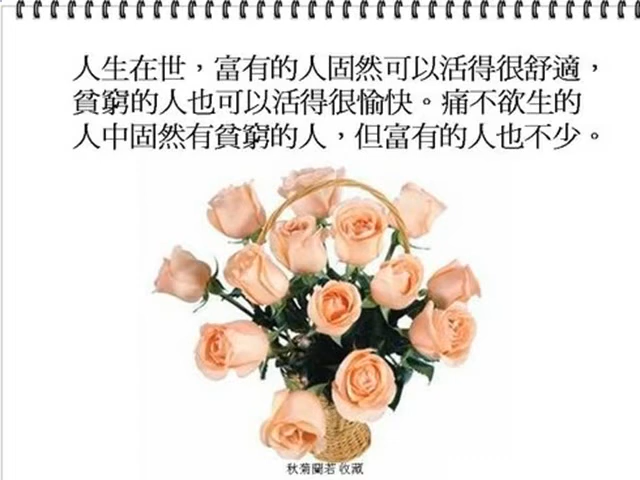 人生在世，富有的人固然可以活得很舒適，
貧窮的人也可以活得很愉快。痛不欲生的
人中固然有貧窮的人，但富有的人也不少。
秋菊蘭若 收藏